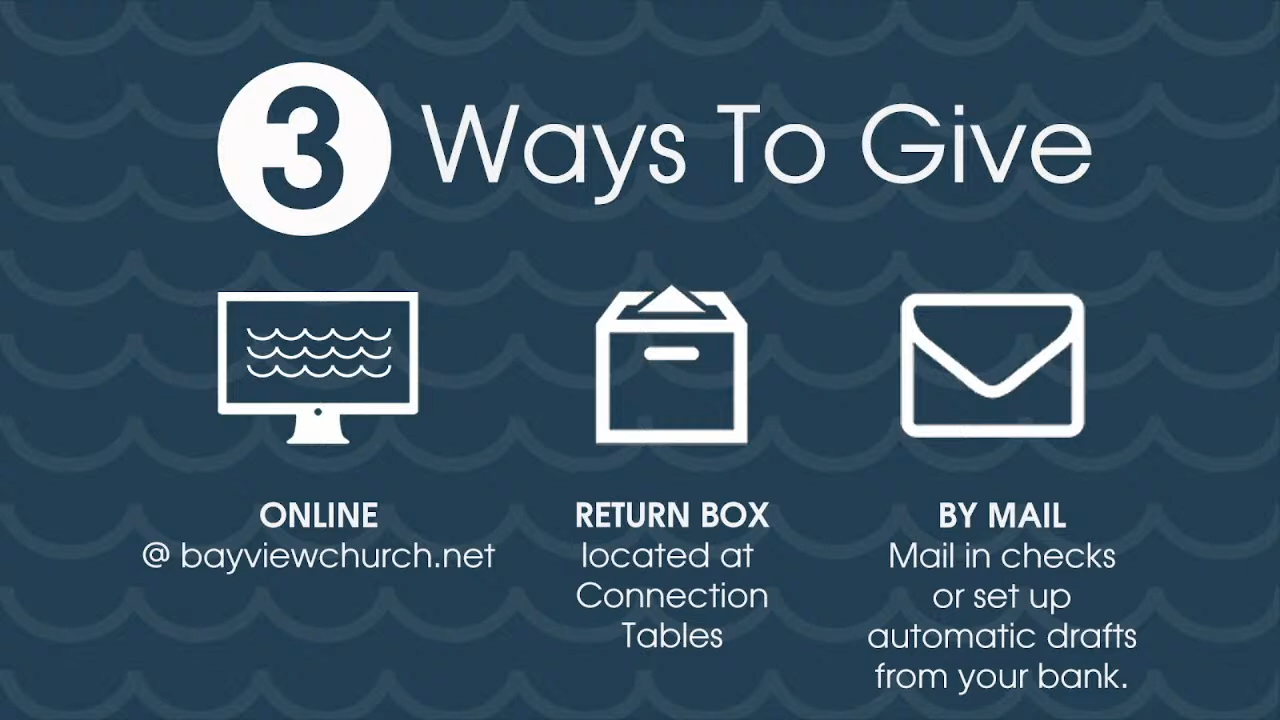 3 Ways To Give
ONLINE
@ bayviewchurch.net
RETURN BOX
located at
Connection
Tables
BY MAIL
Mail in checks
or set up
automatic drafts
from your bank.